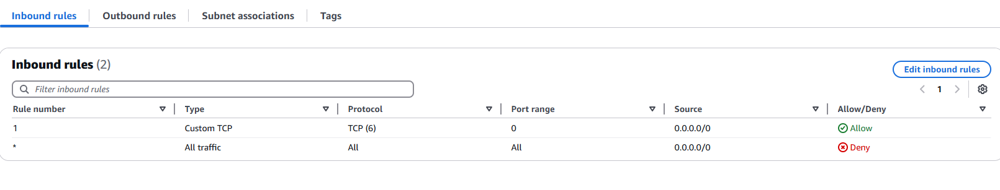 Inbound rules Outbound rules Subnet associations Tags
Inbound rules (2)
Edit inbound rules
Filter inbound rules
1
Rule number Type Protocol Port range Source Allow/Deny
1 Custom TCP TCP (6) 0 0.0.0.0/0 Allow
* All traffic All All 0.0.0.0/0 Deny